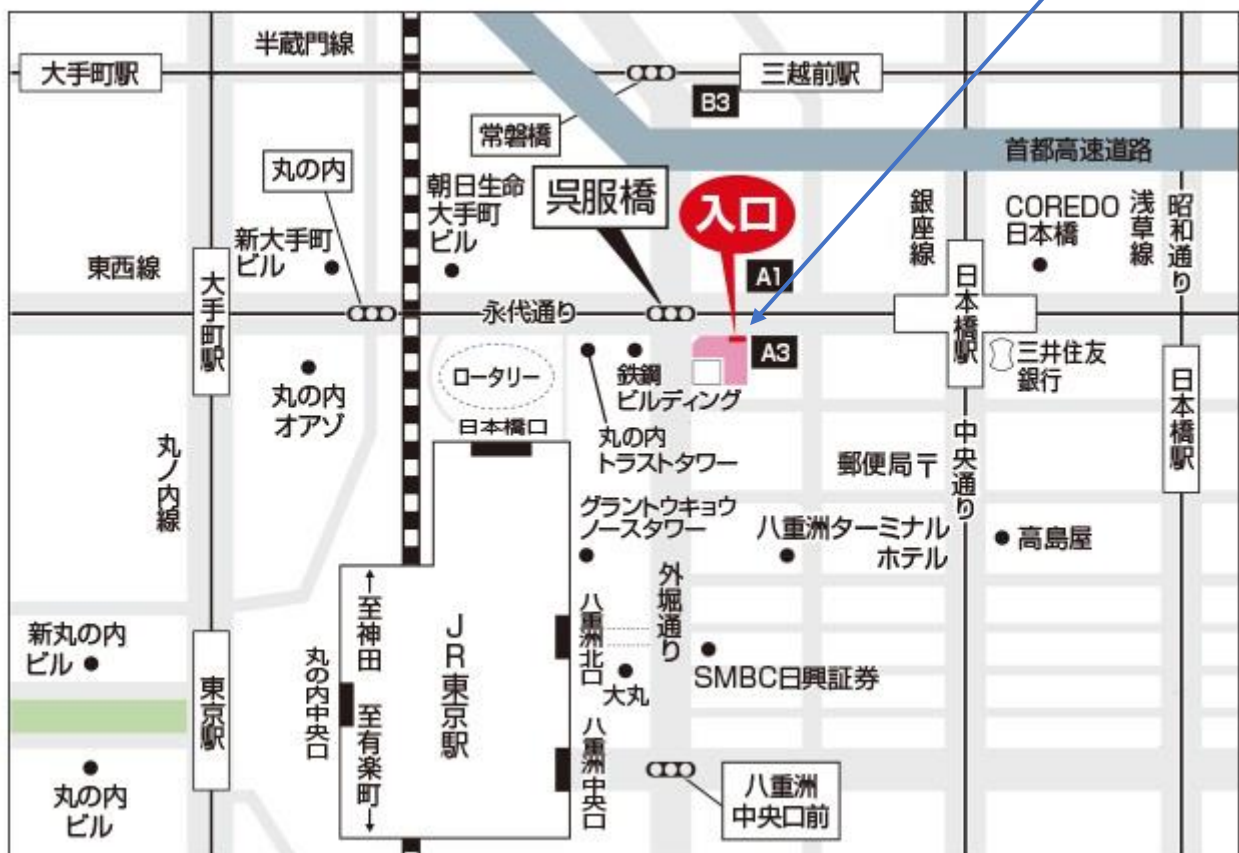 半蔵門線
大手町駅
三越前駅
B3
常磐橋
首都高速道路
丸の内
朝日生命
大手町
ビル
呉服橋
入口
銀座線
COREDO
日本橋
浅草線
昭和通り
新大手町
ビル
東西線
A1
大手町駅
永代通り
日本橋駅
A3
ロータリー
鉄鋼
ビルディング
三井住友
銀行
丸の内
オアゾ
日本橋口
丸の内
トラストタワー
日本橋駅
丸ノ内線
郵便局〒
中央通り
グラントウキョウ
ノースタワー
八重洲ターミナル
ホテル
高島屋
外堀通り
←至神田
至有楽町→
JR東京駅
八重洲北口
新丸の内
ビル
丸の内中央口
大丸
SMBC日興証券
東京駅
八重洲中央口
丸の内
ビル
八重洲
中央口前